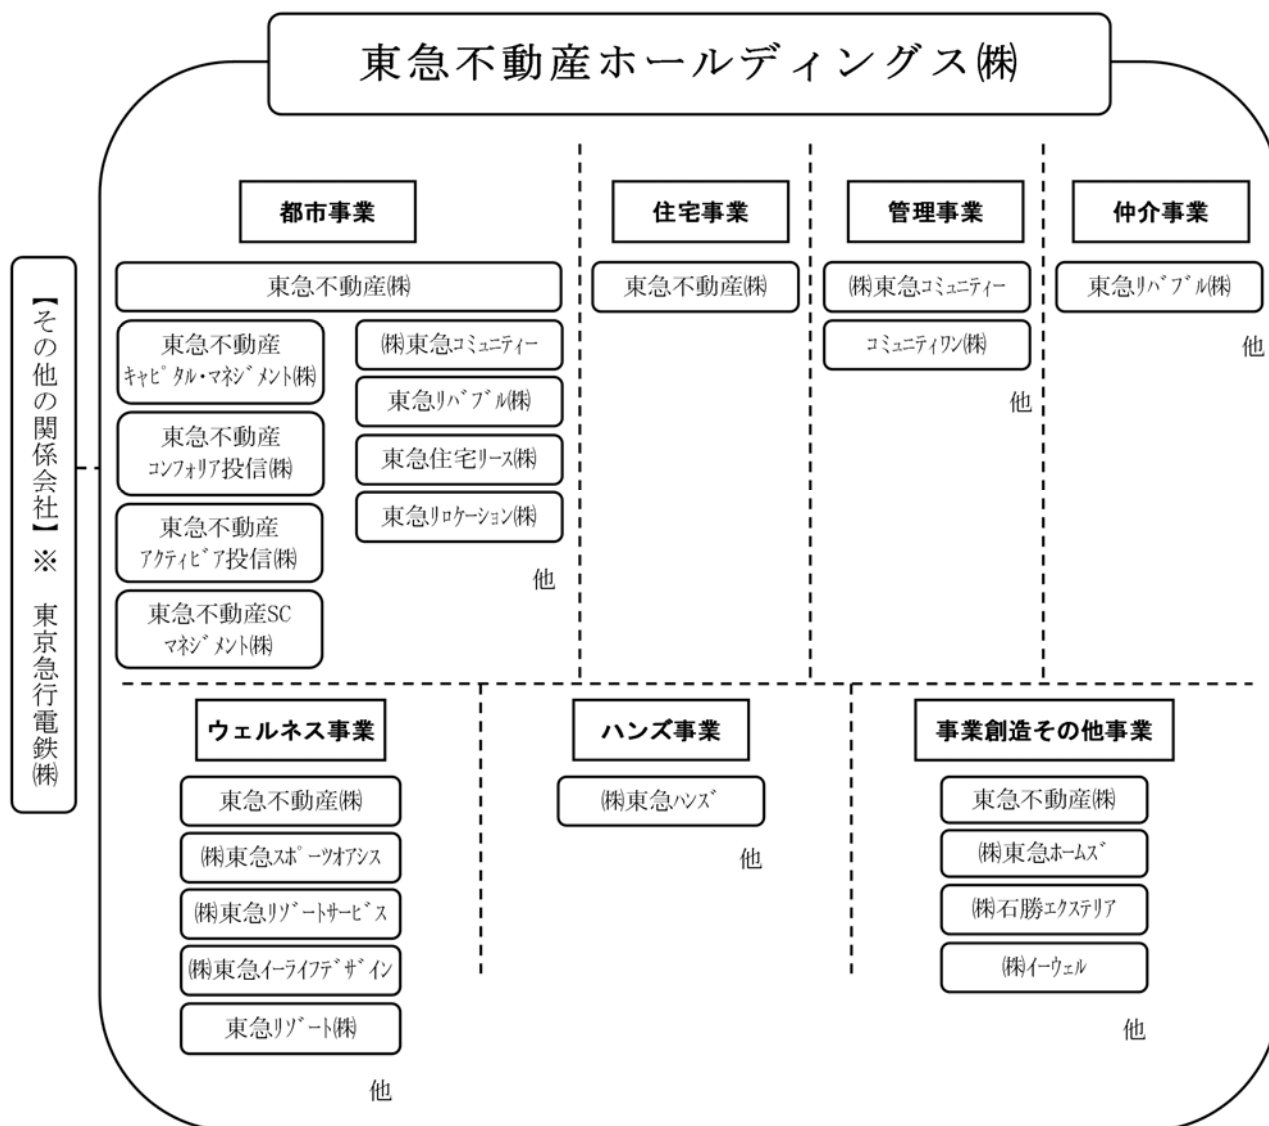 東急不動産ホールディングス㈱
【その他の関係会社】※　東京急行電鉄㈱
都市事業
東急不動産㈱
東急不動産
キャピタル・マネジメント㈱
東急不動産
コンフォリア投信㈱
東急不動産
アクティビア投信㈱
東急不動産SC
マネジメント㈱
㈱東急コミュニティー
東急リバブル㈱
東急住宅リース㈱
東急リロケーション㈱
他
住宅事業
東急不動産㈱
管理事業
㈱東急コミュニティー
コミュニティワン㈱
他
仲介事業
東急リバブル㈱
他
ウェルネス事業
東急不動産㈱
㈱東急スポーツオアシス
㈱東急リゾートサービス
㈱東急イーライフデザイン
東急リゾート㈱
他
ハンズ事業
㈱東急ハンズ
他
事業創造その他事業
東急不動産㈱
㈱東急ホームズ
㈱石勝エクステリア
㈱イーウェル
他